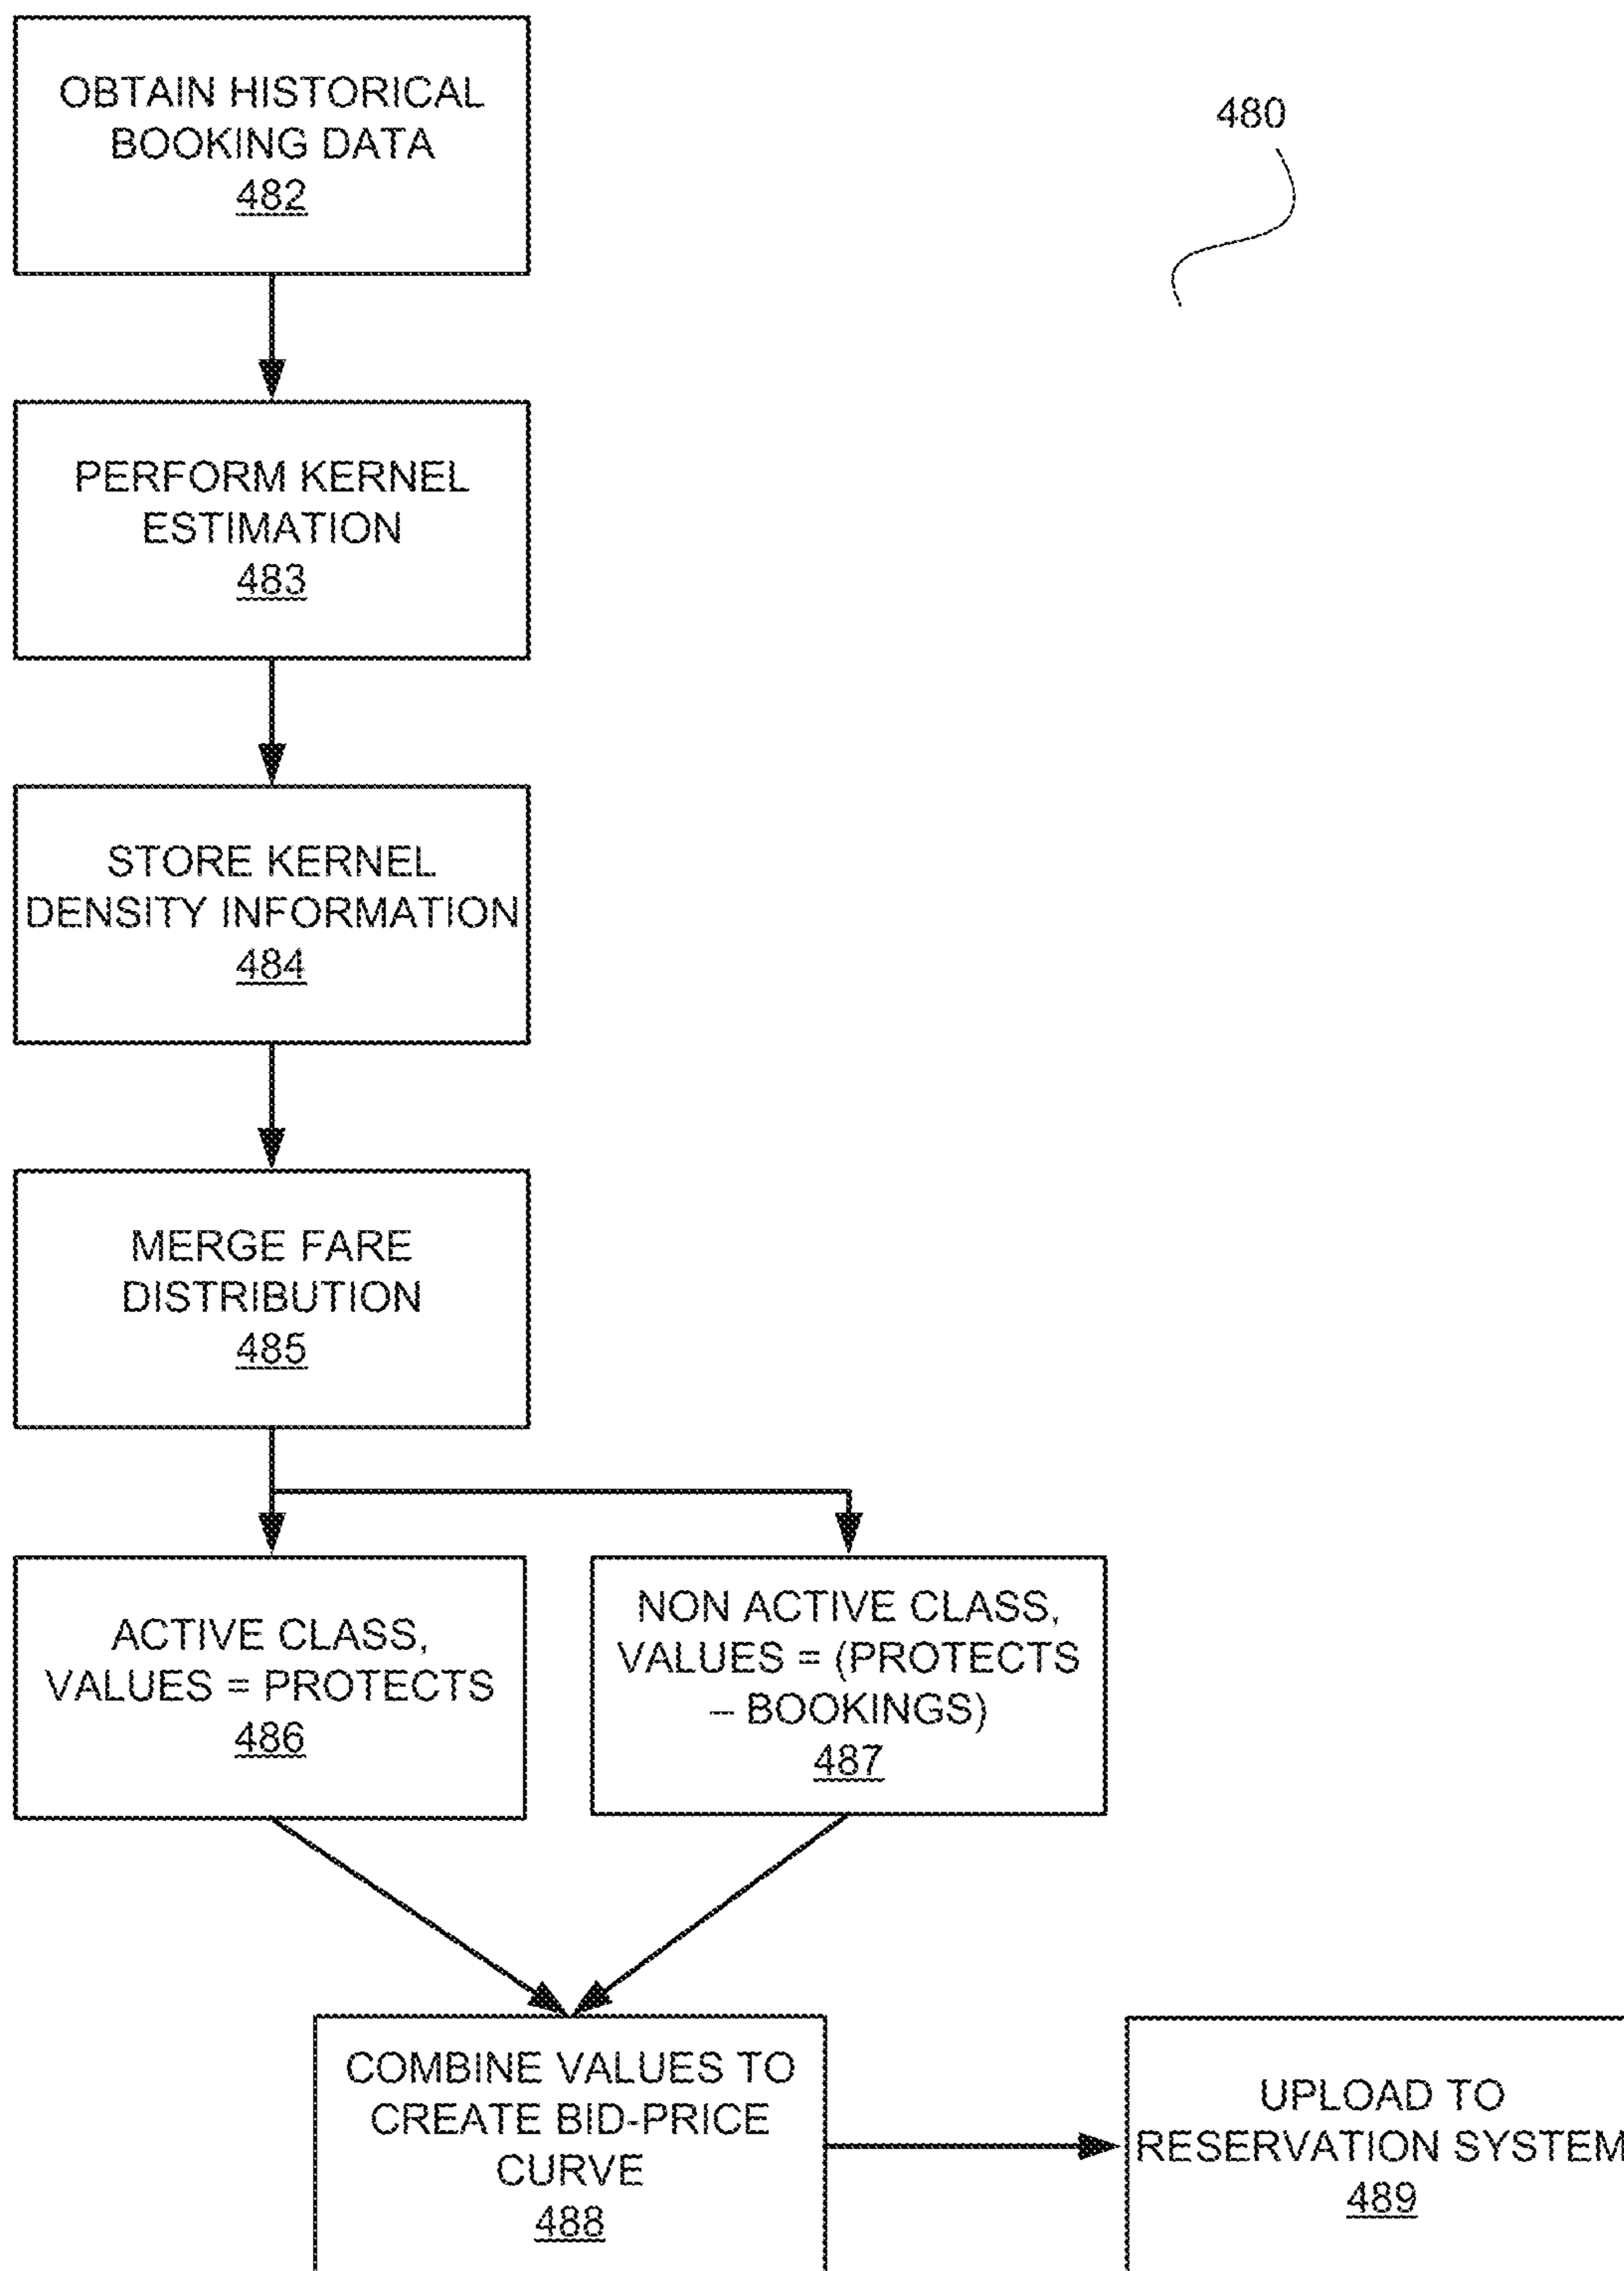 OBTAIN HISTORICAL
BOOKING DATA
482
480
PERFORM KERNEL
ESTIMATION
483
STORE KERNEL
DENSITY INFORMATION
484
MERGE FARE
DISTRIBUTION
485
ACTIVE CLASS,
VALUES = PROTECTS
486
NON ACTIVE CLASS,
VALUES = (PROTECTS
– BOOKINGS)
487
COMBINE VALUES TO
CREATE BID-PRICE
CURVE
488
UPLOAD TO
RESERVATION SYSTEM
489